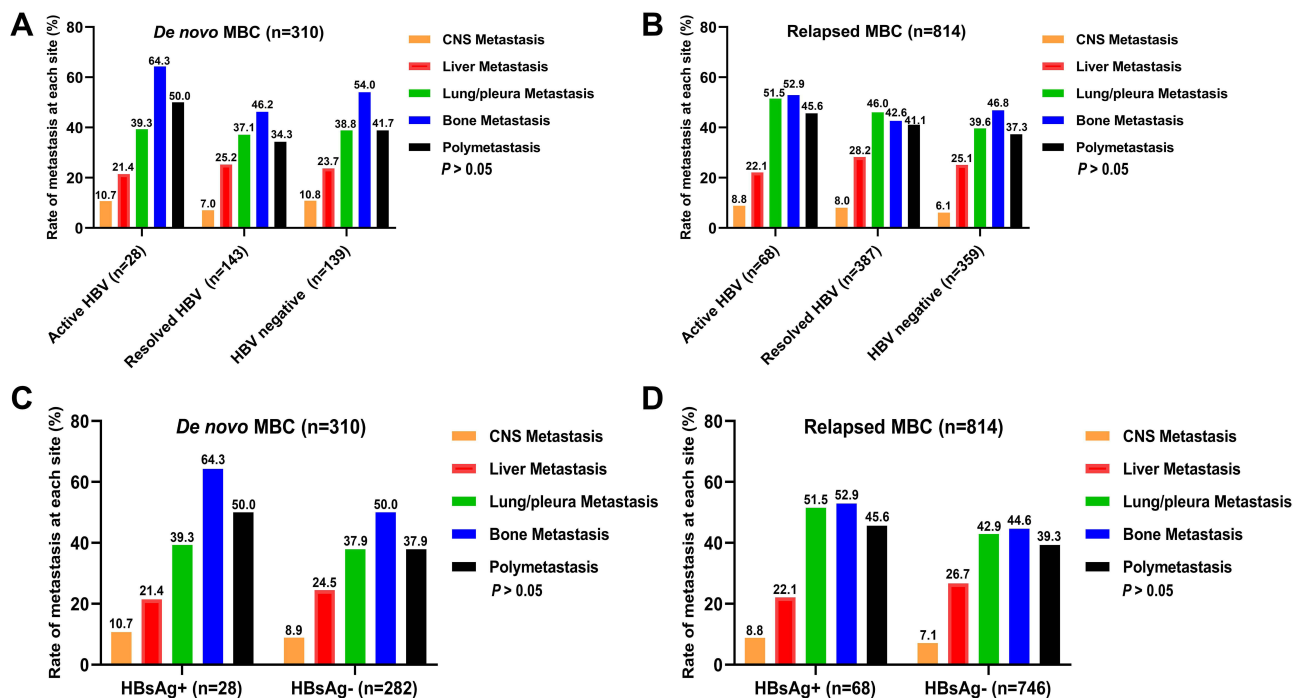 A
De novo MBC (n=310)
Rate of metastasis at each site (%)
80
60
40
20
0
10.7
21.4
39.3
64.3
50.0
7.0
25.2
37.1
46.2
34.3
10.8
23.7
38.8
54.0
41.7
Active HBV (n=28)
Resolved HBV (n=143)
HBV negative (n=139)
CNS Metastasis
Liver Metastasis
Lung/pleura Metastasis
Bone Metastasis
Polymetastasis
P > 0.05
B
Relapsed MBC (n=814)
Rate of metastasis at each site (%)
80
60
40
20
0
8.8
22.1
51.5
52.9
45.6
8.0
28.2
46.0
42.6
41.1
6.1
25.1
39.6
46.8
37.3
Active HBV (n=68)
Resolved HBV (n=387)
HBV negative (n=359)
CNS Metastasis
Liver Metastasis
Lung/pleura Metastasis
Bone Metastasis
Polymetastasis
P > 0.05
C
De novo MBC (n=310)
Rate of metastasis at each site (%)
80
60
40
20
0
10.7
21.4
39.3
64.3
50.0
8.9
24.5
37.9
50.0
37.9
HBsAg+ (n=28)
HBsAg- (n=282)
CNS Metastasis
Liver Metastasis
Lung/pleura Metastasis
Bone Metastasis
Polymetastasis
P > 0.05
D
Relapsed MBC (n=814)
Rate of metastasis at each site (%)
80
60
40
20
0
8.8
22.1
51.5
52.9
45.6
7.1
26.7
42.9
44.6
39.3
HBsAg+ (n=68)
HBsAg- (n=746)
CNS Metastasis
Liver Metastasis
Lung/pleura Metastasis
Bone Metastasis
Polymetastasis
P > 0.05